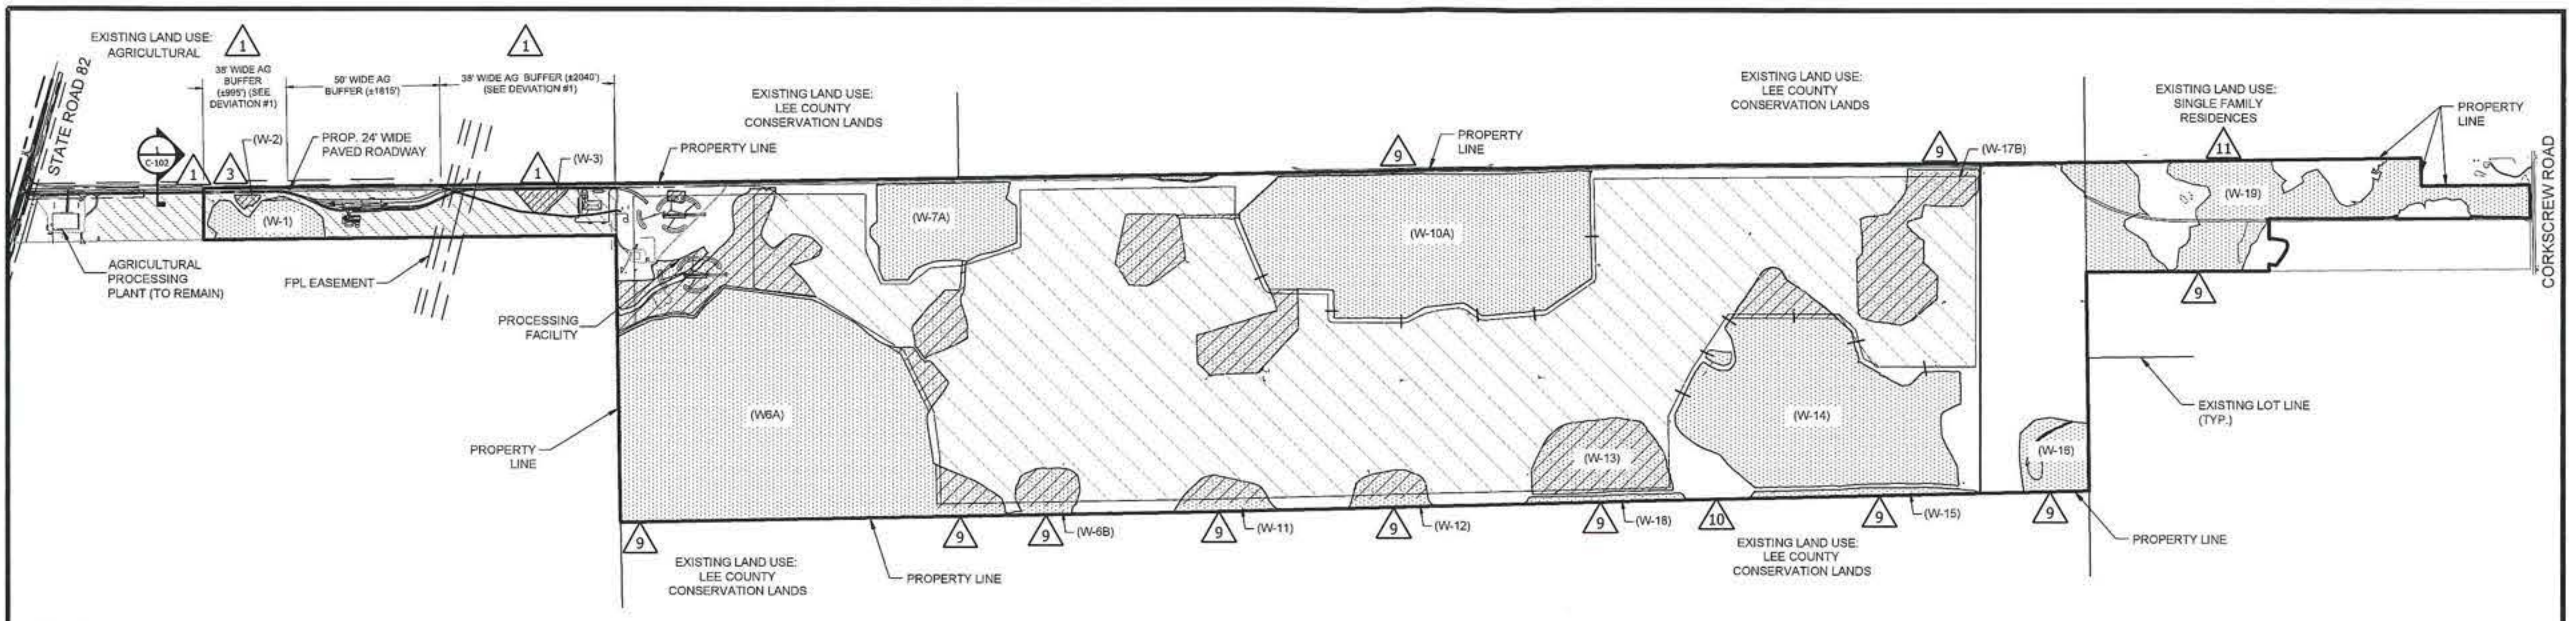 EXISTING LAND USE:
AGRICULTURAL
1
1
38' WIDE AG
BUFFER
(±995') (SEE
DEVIATION #1)
50' WIDE AG
BUFFER (±1815')
38' WIDE AG BUFFER (±2040')
(SEE DEVIATION #1)
STATE ROAD 82
1
C-102
1
3
(W-2)
PROP. 24' WIDE
PAVED ROADWAY
1
(W-3)
(W-1)
AGRICULTURAL
PROCESSING
PLANT (TO REMAIN)
FPL EASEMENT
EXISTING LAND USE:
LEE COUNTY
CONSERVATION LANDS
PROPERTY LINE
9
PROPERTY
LINE
EXISTING LAND USE:
LEE COUNTY
CONSERVATION LANDS
9
(W-17B)
EXISTING LAND USE:
SINGLE FAMILY
RESIDENCES
11
PROPERTY
LINE
(W-7A)
(W-10A)
(W-19)
CORKSCREW ROAD
9
PROCESSING
FACILITY
PROPERTY
LINE
(W6A)
(W-14)
(W-13)
(W-16)
EXISTING LOT LINE
(TYP.)
9
9
9
(W-6B)
9
(W-11)
9
(W-12)
9
(W-18)
10
9
(W-15)
9
PROPERTY LINE
EXISTING LAND USE:
LEE COUNTY
CONSERVATION LANDS
PROPERTY LINE
EXISTING LAND USE:
LEE COUNTY
CONSERVATION LANDS